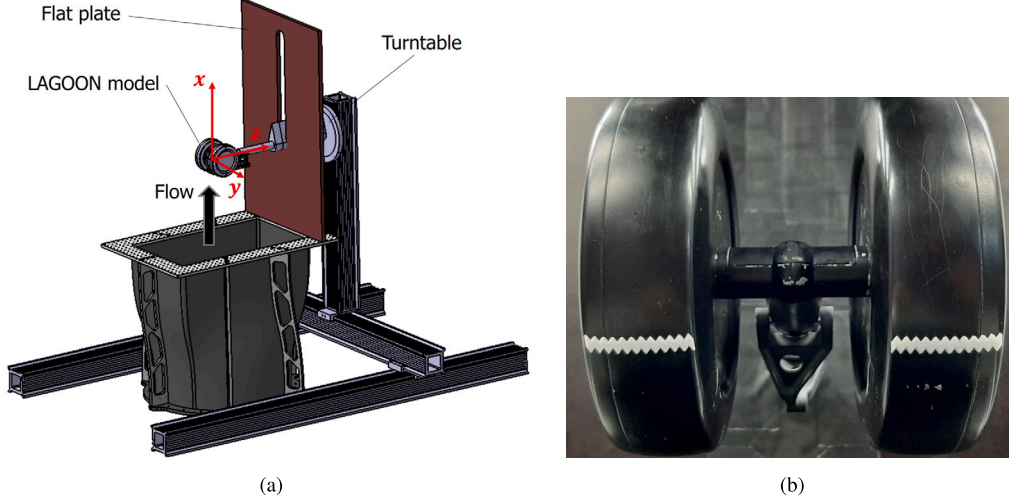 Flat plate
Turntable
x
LAGOON model
z
y
Flow
(a)
(b)